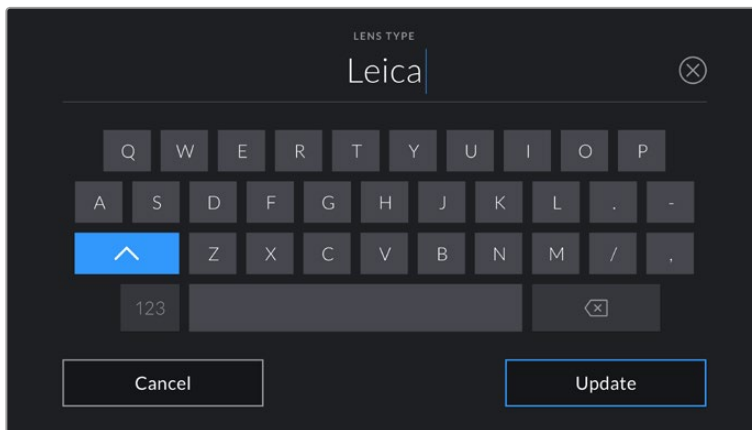 LENS TYPE
Leica
Q W E R T Y U I O P
A S D F G H J K L . -
Z X C V B N M / ,
123
Cancel Update